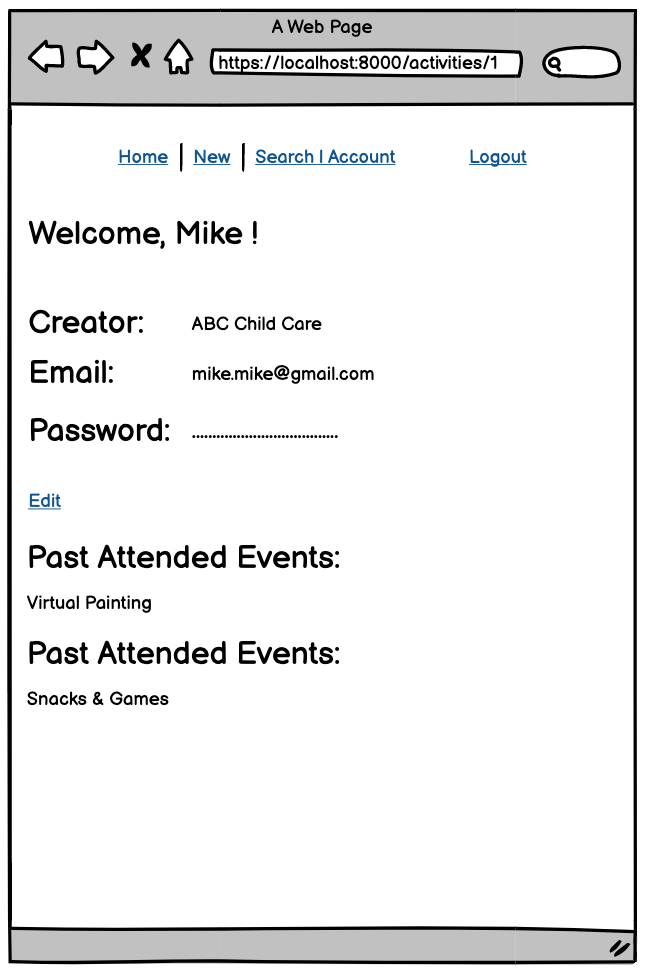 A Web Page
https://localhost:8000/activities/1
Home | New | Search | Account Logout
Welcome, Mike !
Creator: ABC Child Care
Email: mike.mike@gmail.com
Password: ....................................
Edit
Past Attended Events:
Virtual Painting
Past Attended Events:
Snacks & Games